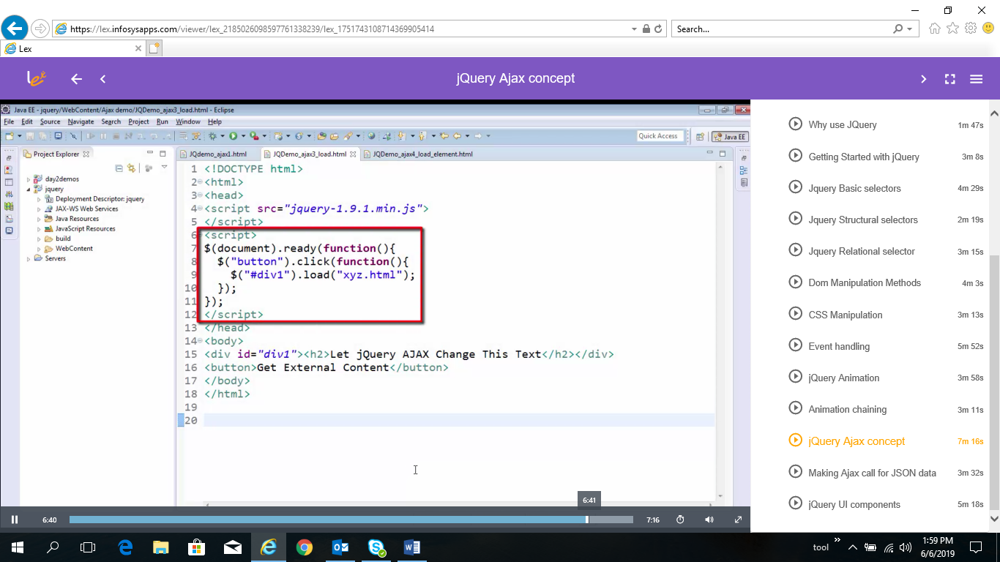 https://lex.infosysapps.com/viewer/lex_2185026098597761338239/lex_1751743108714369905414
Search...
Lex
lex
jQuery Ajax concept
Java EE - jquery/WebContent/Ajax demo/JQDemo_ajax3_load.html - Eclipse
File Edit Source Navigate Search Project Run Window Help
Quick Access
Java EE
Project Explorer
day2demos
jquery
Deployment Descriptor: jquery
JAX-WS Web Services
Java Resources
JavaScript Resources
build
WebContent
Servers
JQdemo_ajax1.html JQDemo_ajax3_load.html JQDemo_ajax4_load_element.html
1 <!DOCTYPE html>
2 <html>
3 <head>
4 <script src="jquery-1.9.1.min.js">
5 </script>
6 <script>
7 $(document).ready(function(){
8 $("button").click(function(){
9 $("#div1").load("xyz.html");
10 });
11 });
12 </script>
13 </head>
14 <body>
15 <div id="div1"><h2>Let jQuery AJAX Change This Text</h2></div>
16 <button>Get External Content</button>
17 </body>
18 </html>
19
20
6:41
6:40
7:16
Why use JQuery 1m 47s
Getting Started with jQuery 3m 8s
Jquery Basic selectors 4m 29s
Jquery Structural selectors 2m 19s
Jquery Relational selector 3m 15s
Dom Manipulation Methods 4m 3s
CSS Manipulation 3m 13s
Event handling 5m 52s
jQuery Animation 3m 58s
Animation chaining 3m 11s
jQuery Ajax concept 7m 16s
Making Ajax call for JSON data 3m 32s
jQuery UI components 5m 18s
tool
1:59 PM
6/6/2019